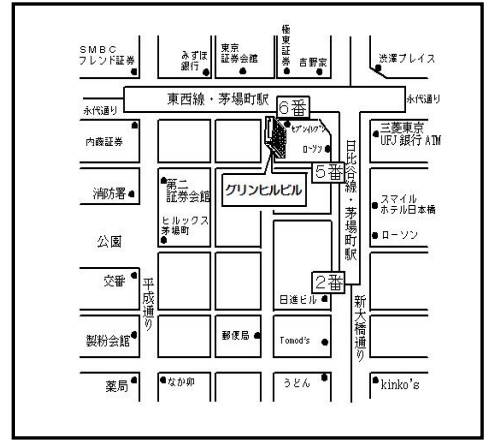 SMBC
フレンド証券
みずほ
銀行
東京
証券会館
極東証券
吉野家
渋澤プレイス
永代通り
東西線・茅場町駅
6番
永代通り
内藤証券
セブンイレブン
ローソン
三菱東京
UFJ銀行ATM
日比谷線・茅場町駅
5番
消防署
第二
証券会館
グリンヒルビル
スマイル
ホテル日本橋
ヒルックス
茅場町
ローソン
公園
交番
平成通り
2番
日進ビル
新大橋通り
製粉会館
郵便局
Tomod's
薬局
なか卯
うどん
kinko's